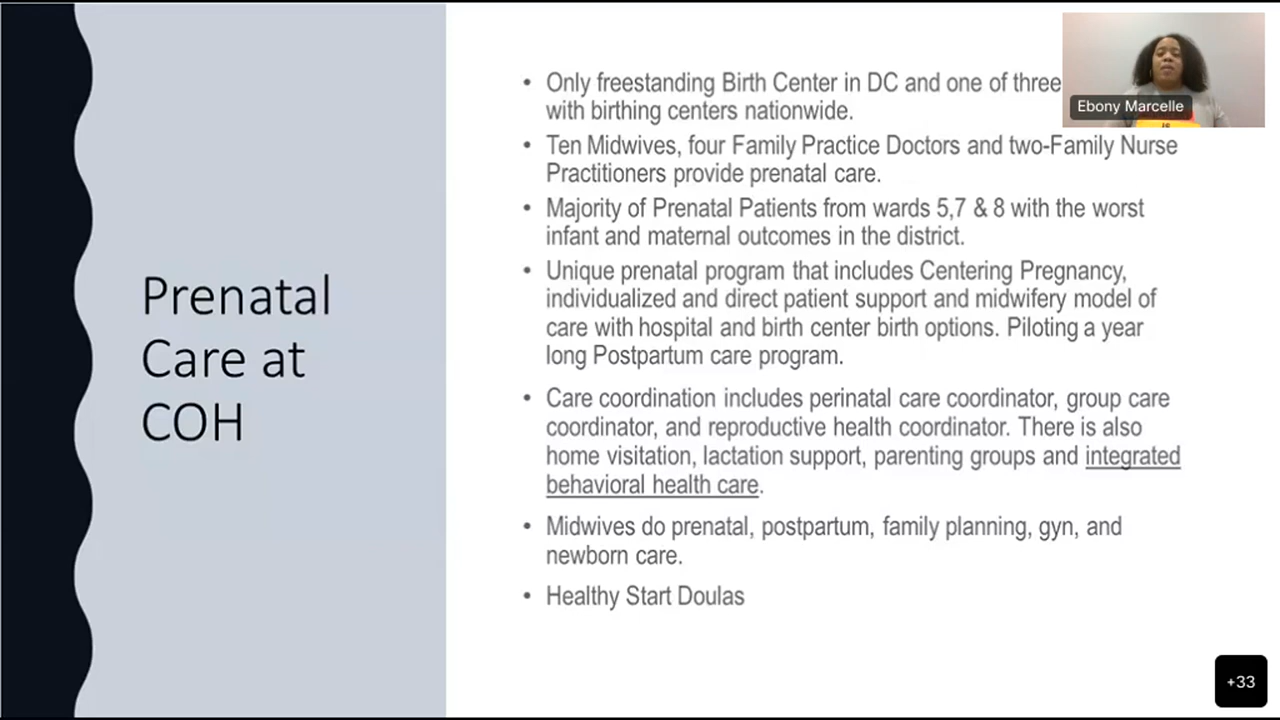 Prenatal
Care at
COH
• Only freestanding Birth Center in DC and one of three
with birthing centers nationwide.
• Ten Midwives, four Family Practice Doctors and two-Family Nurse
Practitioners provide prenatal care.
• Majority of Prenatal Patients from wards 5,7 & 8 with the worst
infant and maternal outcomes in the district.
• Unique prenatal program that includes Centering Pregnancy,
individualized and direct patient support and midwifery model of
care with hospital and birth center birth options. Piloting a year
long Postpartum care program.
• Care coordination includes perinatal care coordinator, group care
coordinator, and reproductive health coordinator. There is also
home visitation, lactation support, parenting groups and integrated
behavioral health care.
• Midwives do prenatal, postpartum, family planning, gyn, and
newborn care.
• Healthy Start Doulas
Ebony Marcelle
+33